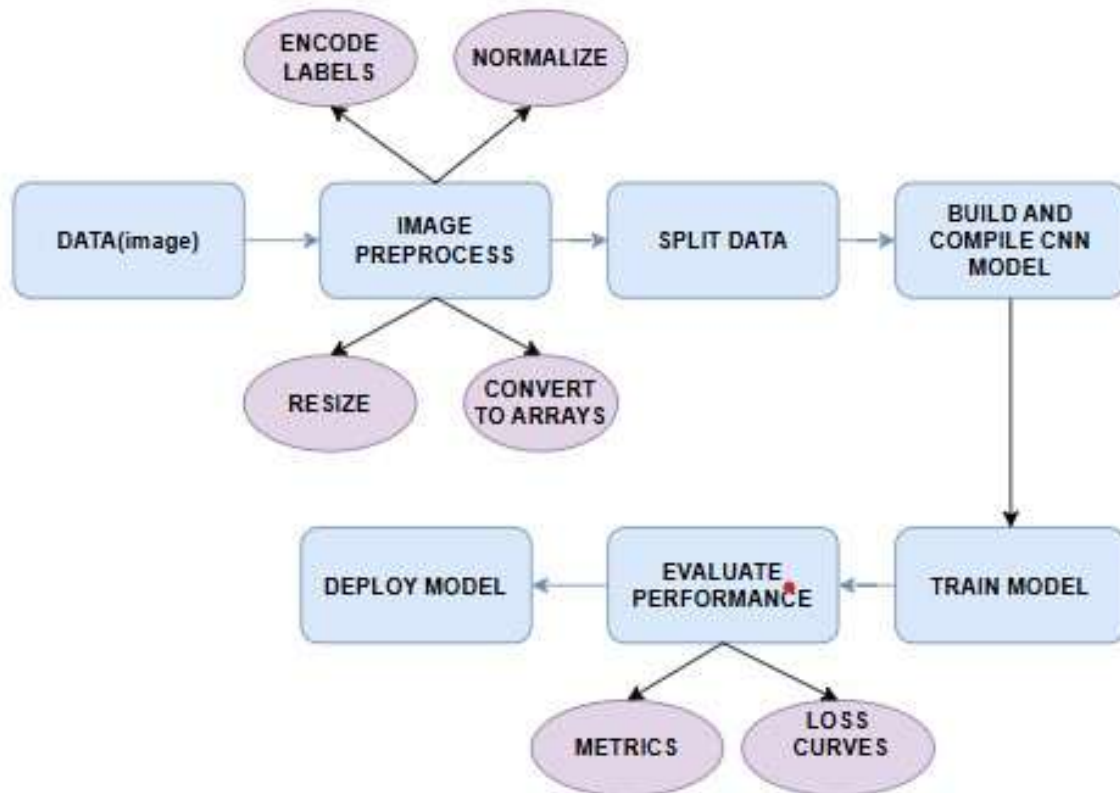 ENCODE
LABELS
NORMALIZE
DATA(image)
IMAGE
PREPROCESS
SPLIT DATA
BUILD AND
COMPILE CNN
MODEL
RESIZE
CONVERT
TO ARRAYS
DEPLOY MODEL
EVALUATE
PERFORMANCE
TRAIN MODEL
METRICS
LOSS
CURVES